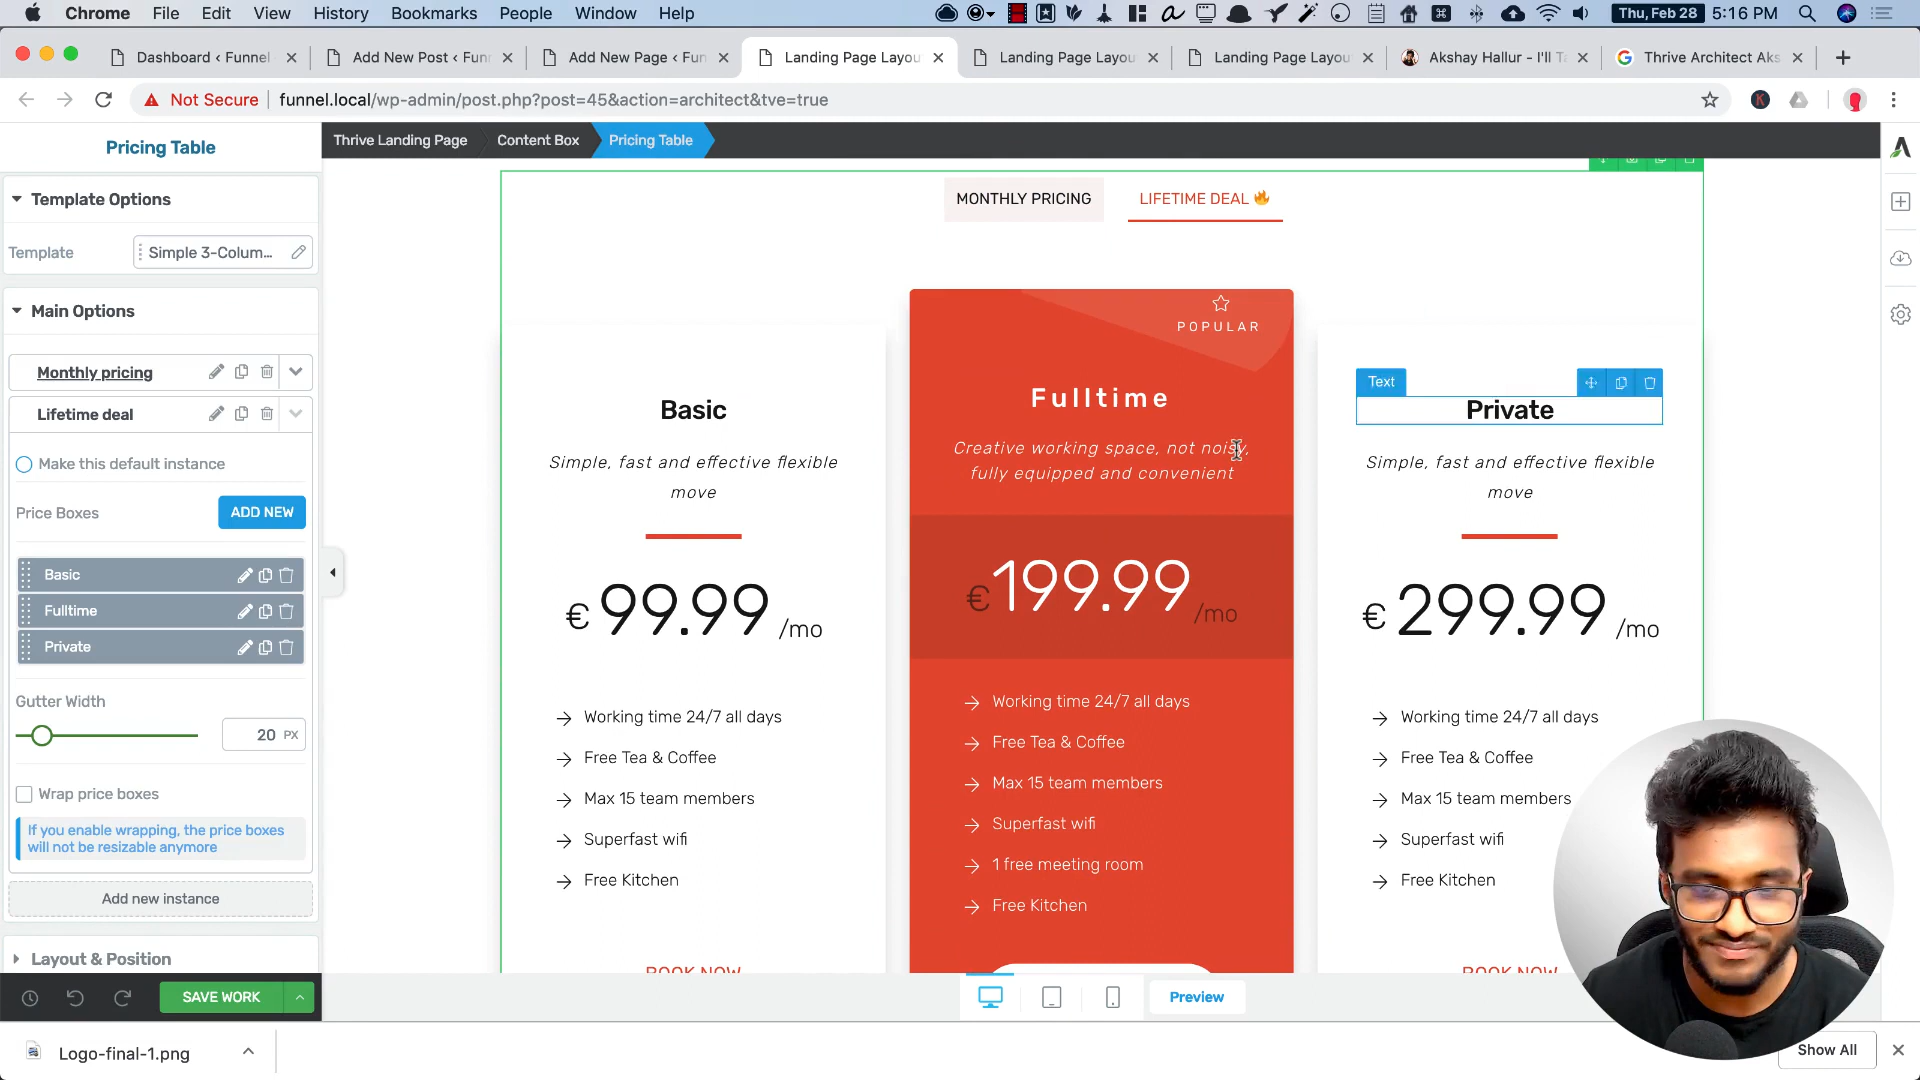 Chrome File Edit View History Bookmarks People Window Help Thu, Feb 28 5:16 PM
Dashboard ‹ Funnel Add New Post ‹ Funn Add New Page ‹ Fun Landing Page Layou Landing Page Layou Landing Page Layou Akshay Hallur - I'll T Thrive Architect Aks
Not Secure funnel.local/wp-admin/post.php?post=45&action=architect&tve=true
Pricing Table
Thrive Landing Page Content Box Pricing Table
Template Options
Template Simple 3-Colum...
Main Options
Monthly pricing
Lifetime deal
Make this default instance
Price Boxes ADD NEW
Basic
Fulltime
Private
Gutter Width
20 PX
Wrap price boxes
If you enable wrapping, the price boxes
will not be resizable anymore
Add new instance
Layout & Position
SAVE WORK
MONTHLY PRICING LIFETIME DEAL 🔥
Basic
Simple, fast and effective flexible
move
€ 99.99 /mo
Working time 24/7 all days
Free Tea & Coffee
Max 15 team members
Superfast wifi
Free Kitchen
BOOK NOW
POPULAR
Fulltime
Creative working space, not noisy,
fully equipped and convenient
€ 199.99 /mo
Working time 24/7 all days
Free Tea & Coffee
Max 15 team members
Superfast wifi
1 free meeting room
Free Kitchen
Text
Private
Simple, fast and effective flexible
move
€ 299.99 /mo
Working time 24/7 all days
Free Tea & Coffee
Max 15 team members
Superfast wifi
Free Kitchen
BOOK NOW
Preview
Logo-final-1.png
Show All